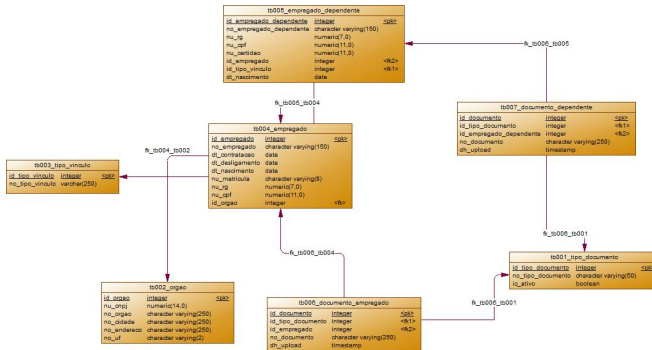 tb005_empregado_dependente
id_empregado_dependente integer <pk>
no_empregado_dependente character varying(150)
nu_rg numeric(7,0)
nu_cpf numeric(11,0)
nu_certidao numeric(11,0)
id_empregado integer <fk2>
id_tipo_vinculo integer <fk1>
dt_nascimento date
fk_tb006_tb005
fk_tb005_tb004
tb007_documento_dependente
id_documento integer <pk>
id_tipo_documento integer <fk1>
id_empregado_dependente integer <fk2>
no_documento character varying(250)
dh_upload timestamp
tb004_empregado
id_empregado integer <pk>
no_empregado character varying(150)
dt_contratacao date
dt_desligamento date
dt_nascimento date
nu_matricula character varying(8)
nu_rg numeric(7,0)
nu_cpf numeric(11,0)
id_orgao integer <fk>
fk_tb004_tb002
tb003_tipo_vinculo
id_tipo_vinculo integer <pk>
no_tipo_vinculo varchar(250)
fk_tb006_tb001
fk_tb006_tb004
tb001_tipo_documento
id_tipo_documento integer <pk>
no_tipo_documento character varying(50)
ic_ativo boolean
tb002_orgao
id_orgao integer <pk>
nu_cnpj numeric(14,0)
no_orgao character varying(250)
no_cidade character varying(250)
no_endereco character varying(250)
no_uf character varying(2)
tb006_documento_empregado
id_documento integer <pk>
id_tipo_documento integer <fk1>
id_empregado integer <fk2>
no_documento character varying(250)
dh_upload timestamp
fk_tb006_tb001